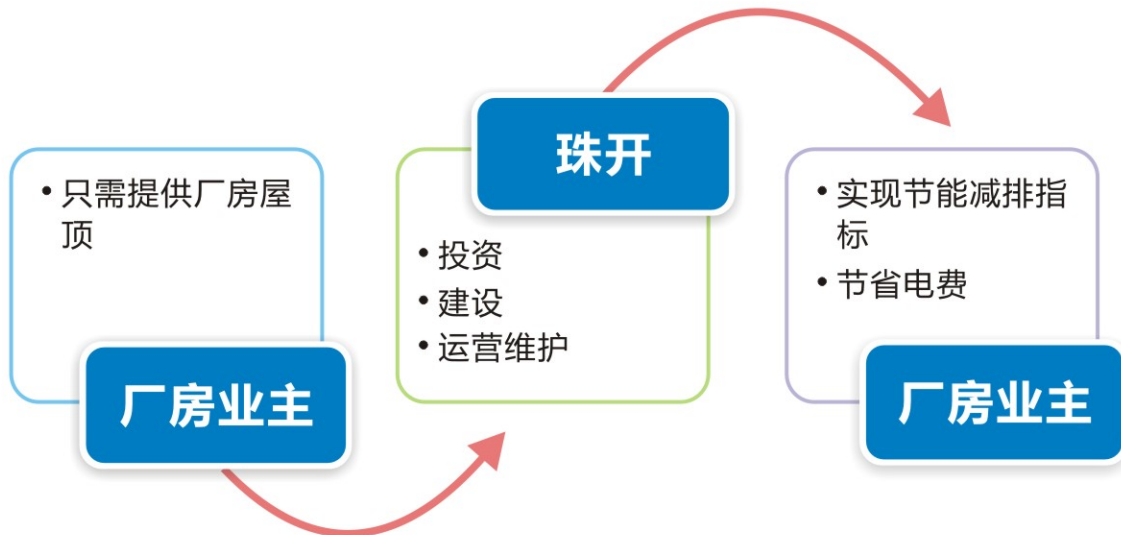 • 只需提供厂房屋
顶
厂房业主
珠开
• 投资
• 建设
• 运营维护
• 实现节能减排指
标
• 节省电费
厂房业主